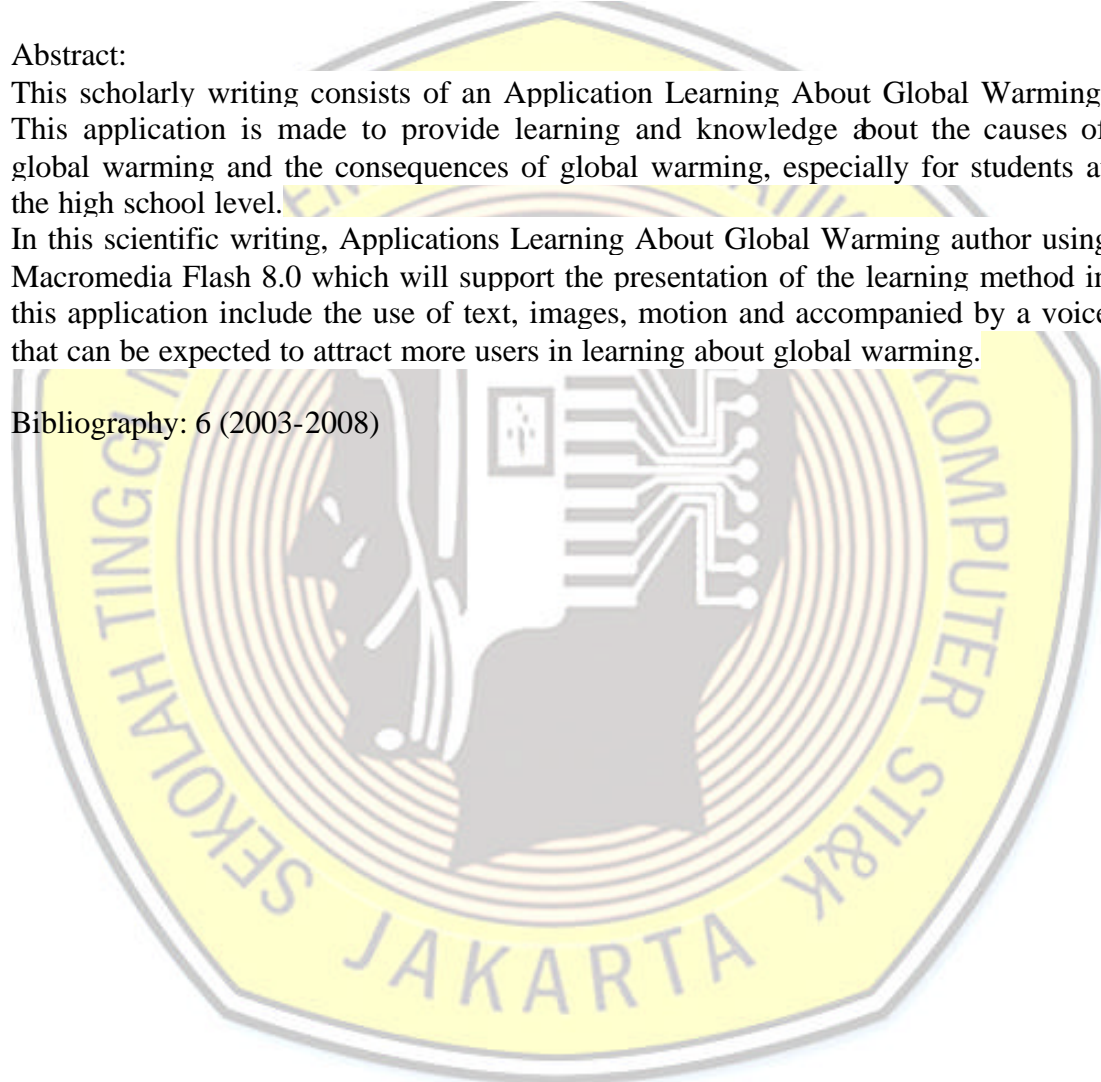 Abstract:
This scholarly writing consists of an Application Learning About Global Warming
This application is made to provide learning and knowledge about the causes of
global warming and the consequences of global warming, especially for students a
the high school level.
In this scientific writing, Applications Learning About Global Warming author using
Macromedia Flash 8.0 which will support the presentation of the learning method in
this application include the use of text, images, motion and accompanied by a voice
that can be expected to attract more users in learning about global warming.
Bibliography: 6 (2003-2008)
SEKOLAH TINGGI KOMPUTER STI&K
JAKARTA